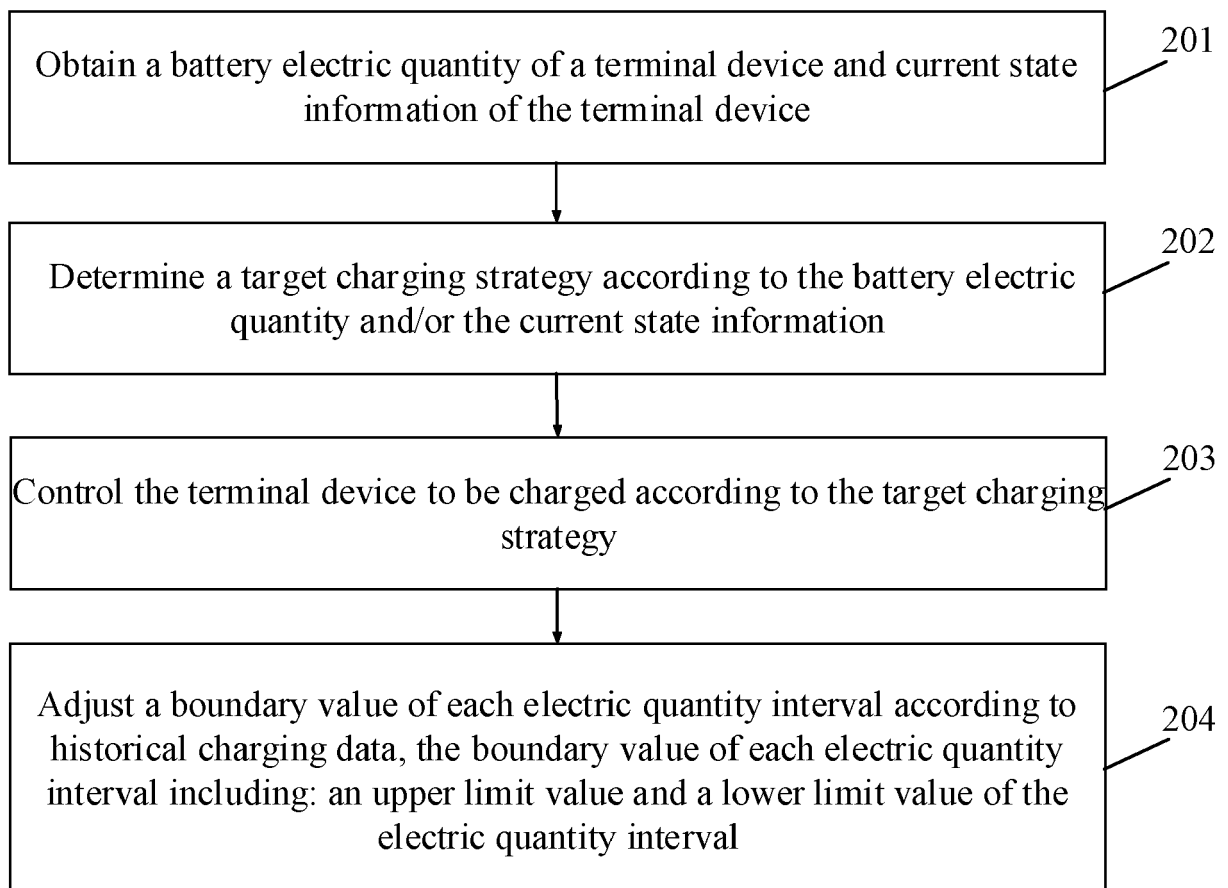 201
Obtain a battery electric quantity of a terminal device and current state
information of the terminal device
202
Determine a target charging strategy according to the battery electric
quantity and/or the current state information
203
Control the terminal device to be charged according to the target charging
strategy
204
Adjust a boundary value of each electric quantity interval according to
historical charging data, the boundary value of each electric quantity
interval including: an upper limit value and a lower limit value of the
electric quantity interval